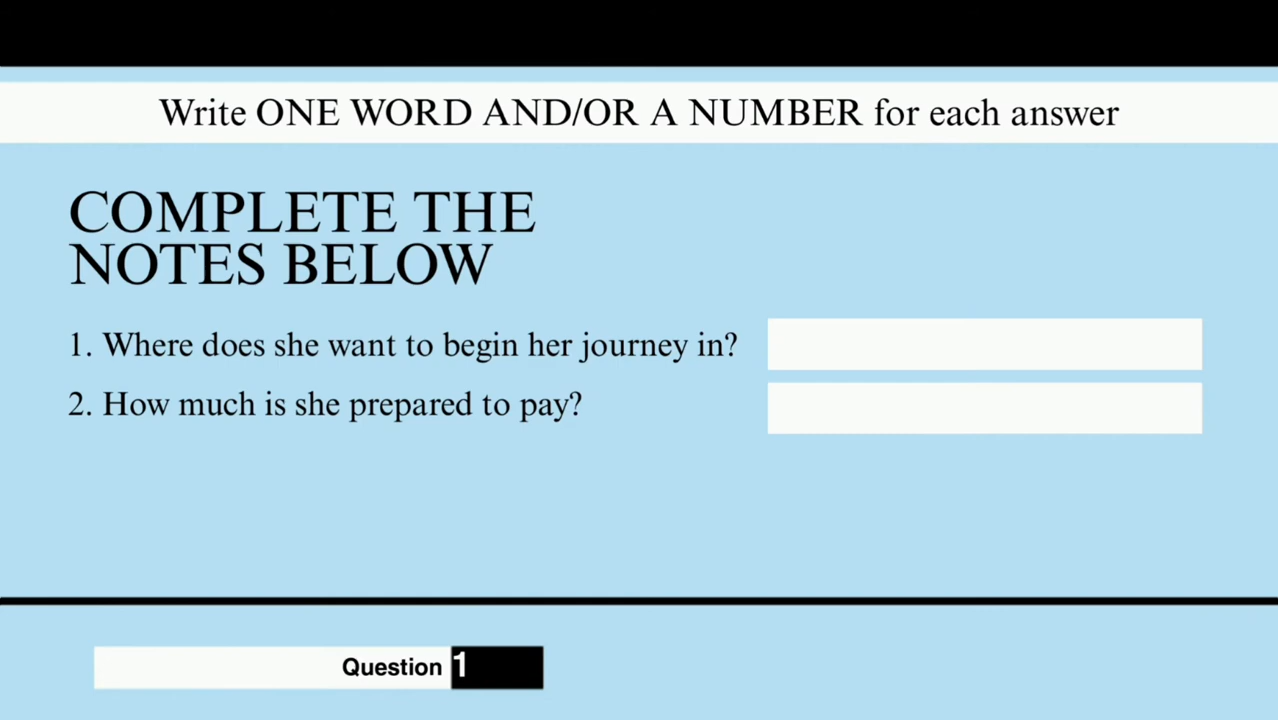 Write ONE WORD AND/OR A NUMBER for each answer
COMPLETE THE
NOTES BELOW
1. Where does she want to begin her journey in?
2. How much is she prepared to pay?
Question 1